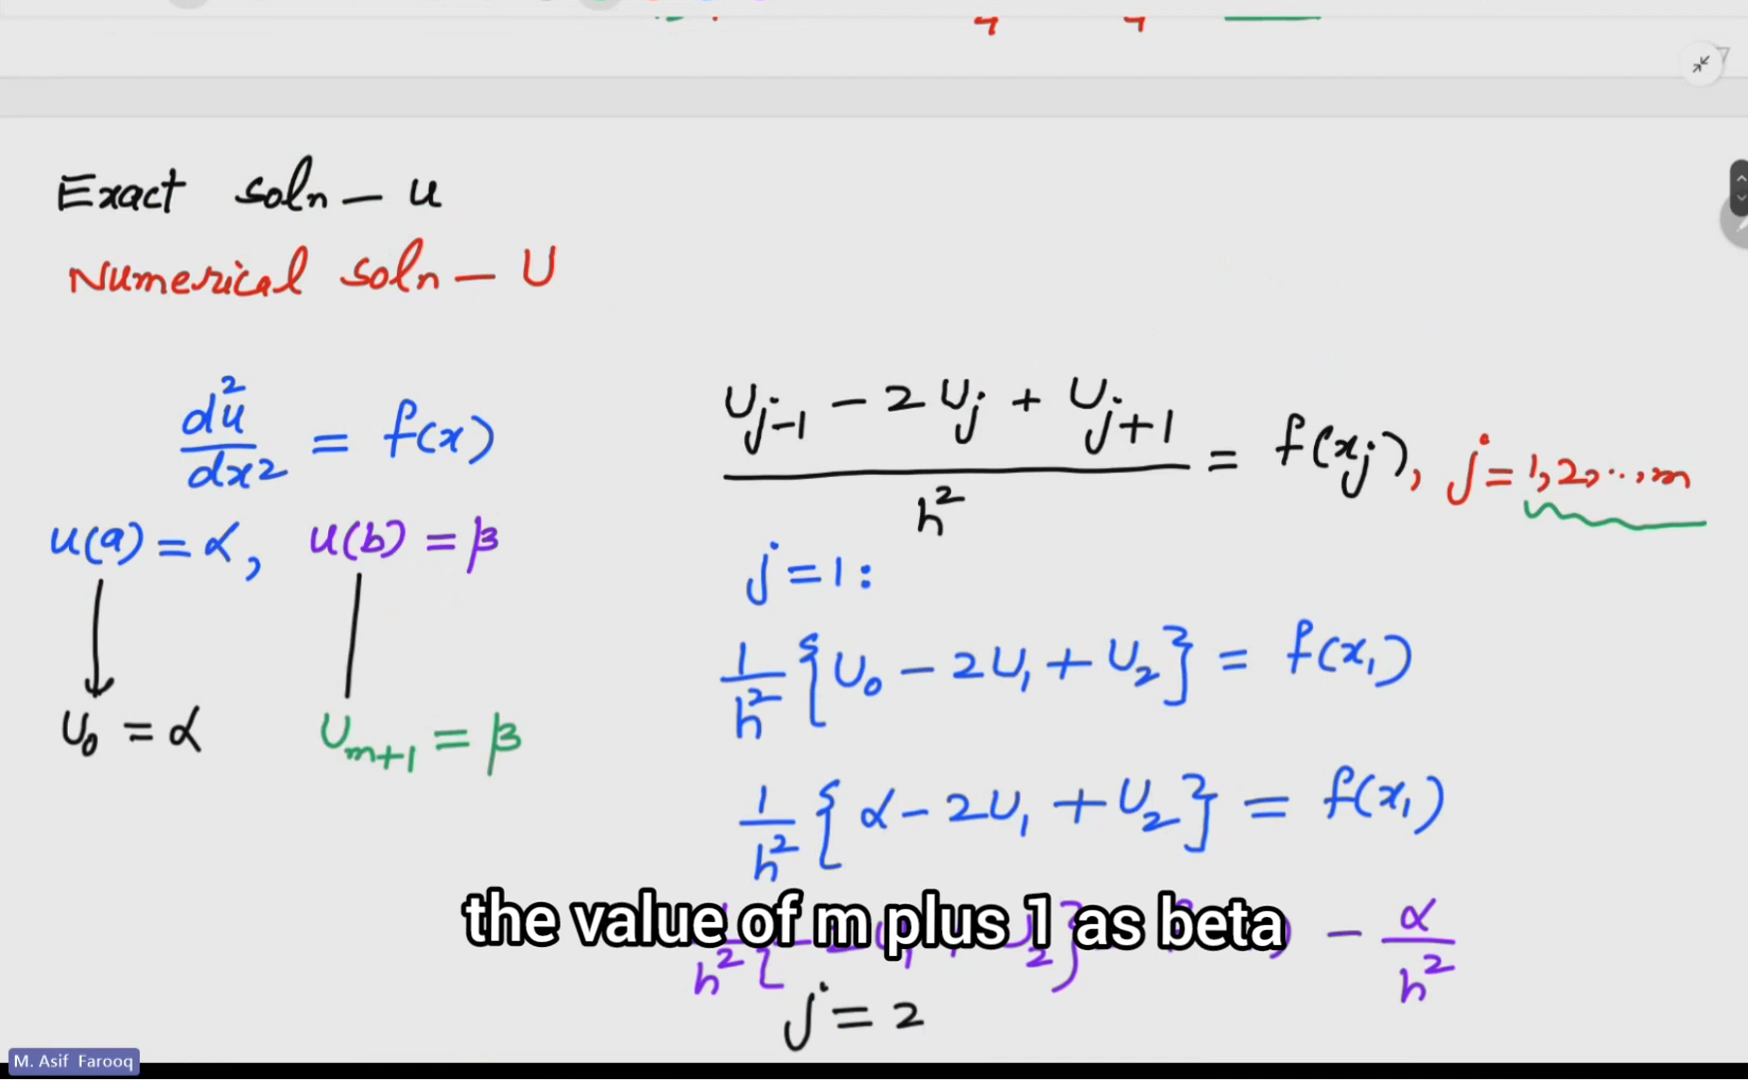 Exact soln – u
Numerical soln – U
d²u/dx² = f(x)
u(a) = α, u(b) = β
U₀ = α
Uₘ₊₁ = β
(Uⱼ₋₁ – 2Uⱼ + Uⱼ₊₁)/h² = f(xⱼ), j = 1, 2, ..., m
j = 1 :
1/h² {U₀ – 2U₁ + U₂} = f(x₁)
1/h² {α – 2U₁ + U₂} = f(x₁)
– α/h²
the value of m plus 1 as beta
j = 2
M. Asif Farooq